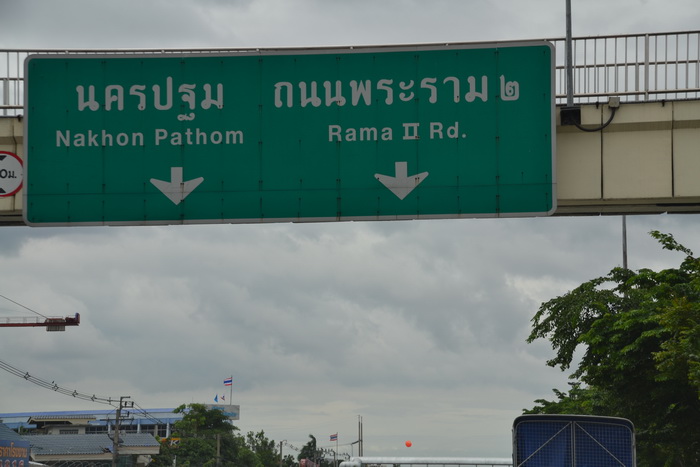 นครปฐม
Nakhon Pathom
ถนนพระราม ๒
Rama II Rd.